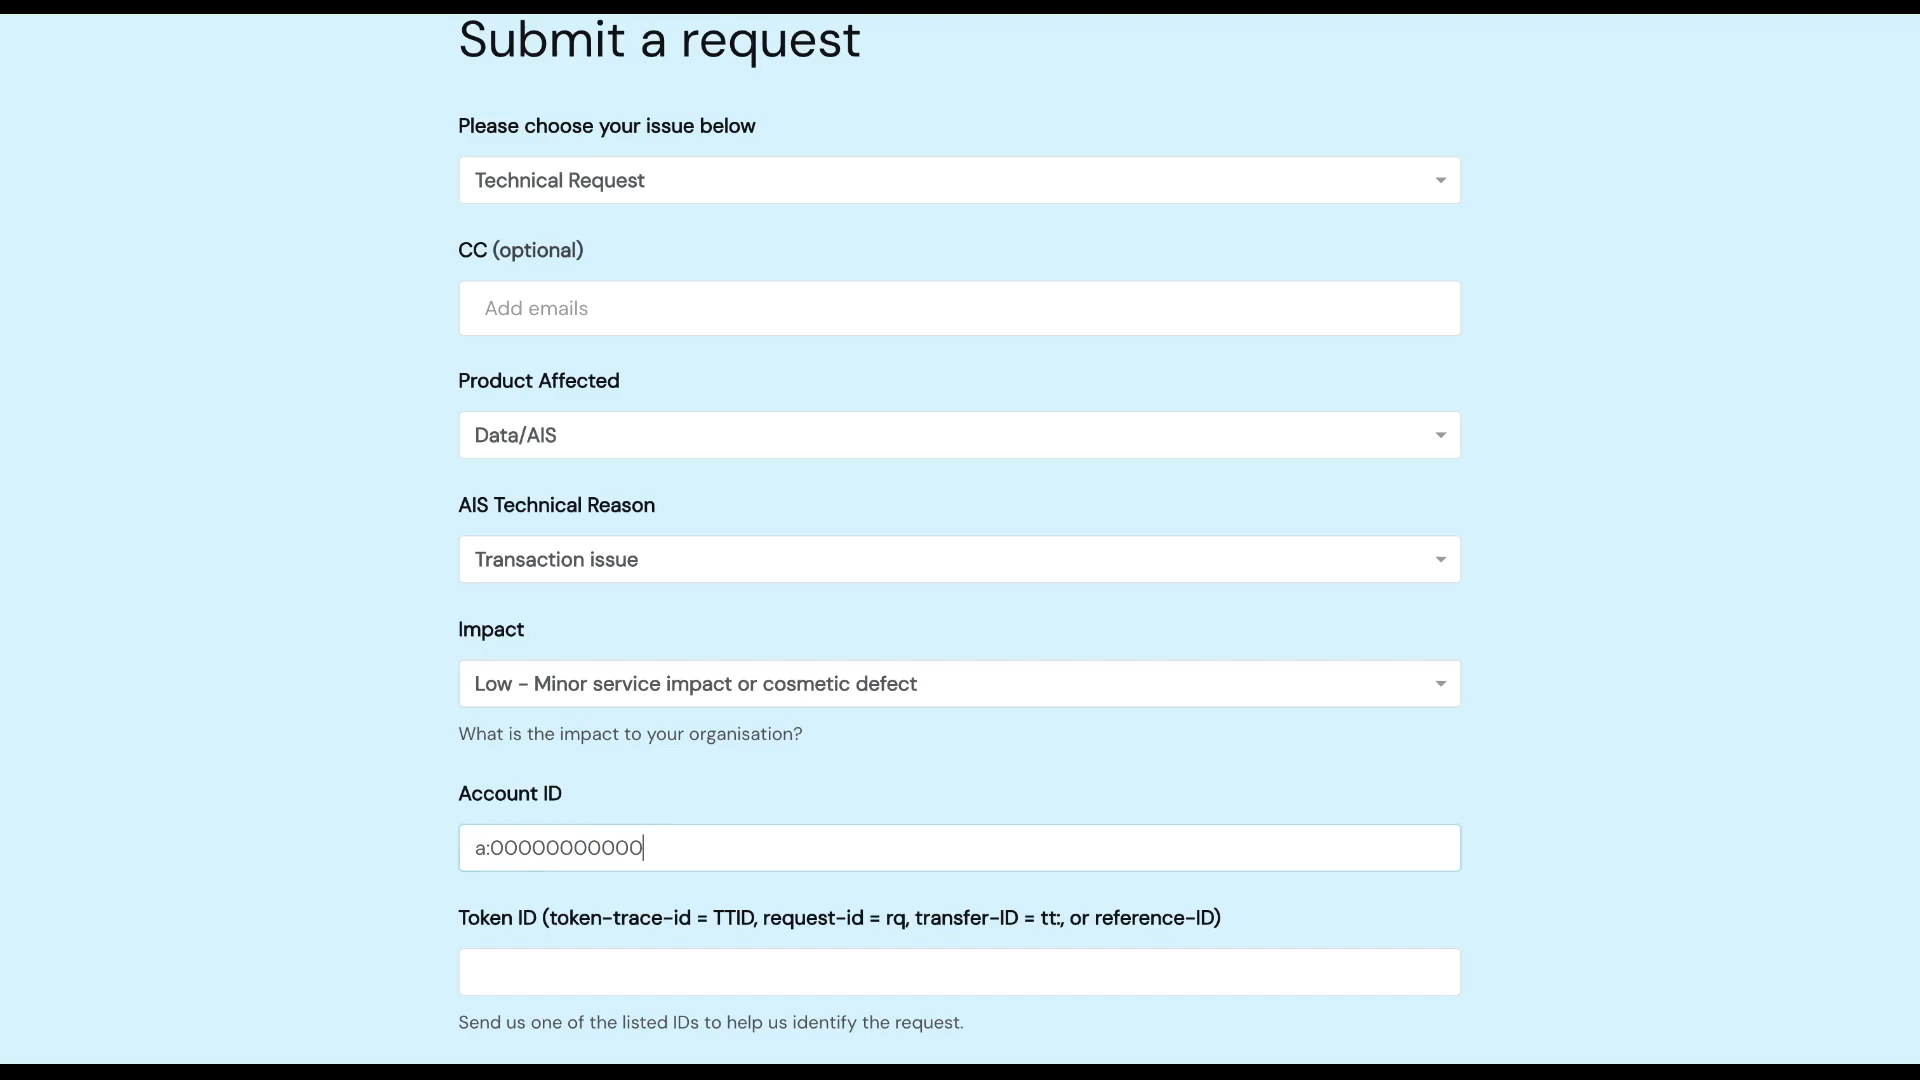 Submit a request
Please choose your issue below
Technical Request
CC (optional)
Add emails
Product Affected
Data/AIS
AIS Technical Reason
Transaction issue
Impact
Low - Minor service impact or cosmetic defect
What is the impact to your organisation?
Account ID
a:00000000000
Token ID (token-trace-id = TTID, request-id = rq, transfer-ID = tt:, or reference-ID)
Send us one of the listed IDs to help us identify the request.